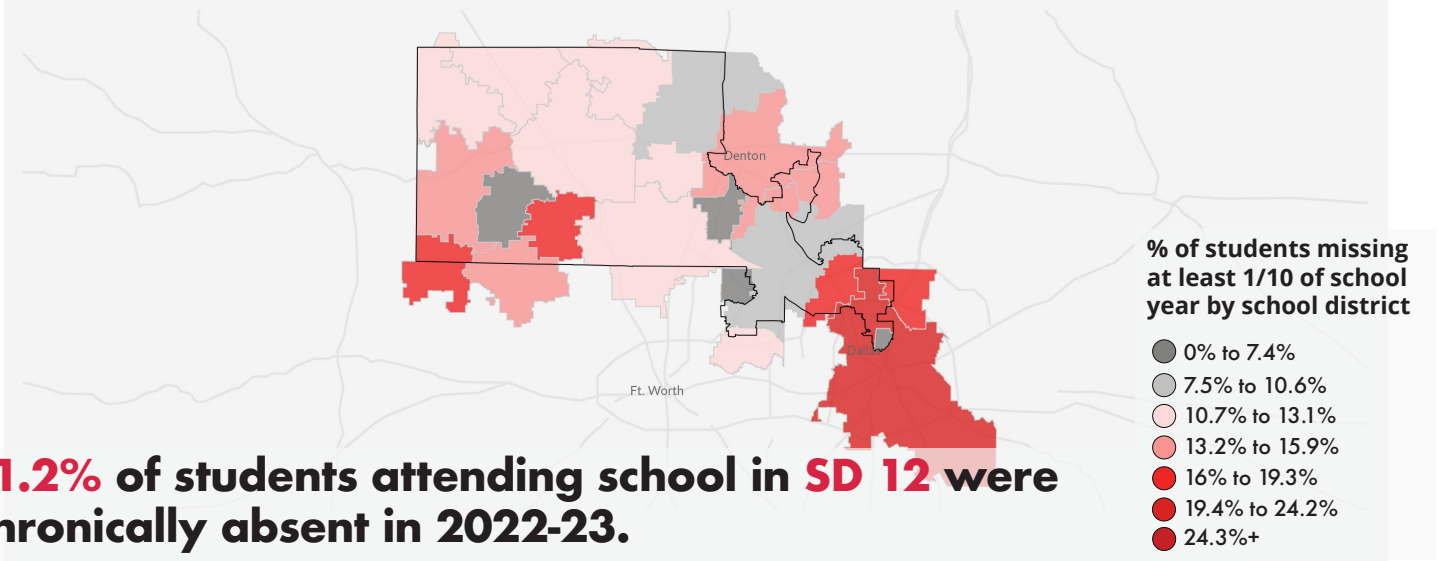 Denton
% of students missing
at least 1/10 of school
year by school district
0% to 7.4%
7.5% to 10.6%
10.7% to 13.1%
13.2% to 15.9%
16% to 19.3%
19.4% to 24.2%
24.3%+
Dallas
Ft. Worth
1.2% of students attending school in SD 12 were
hronically absent in 2022-23.